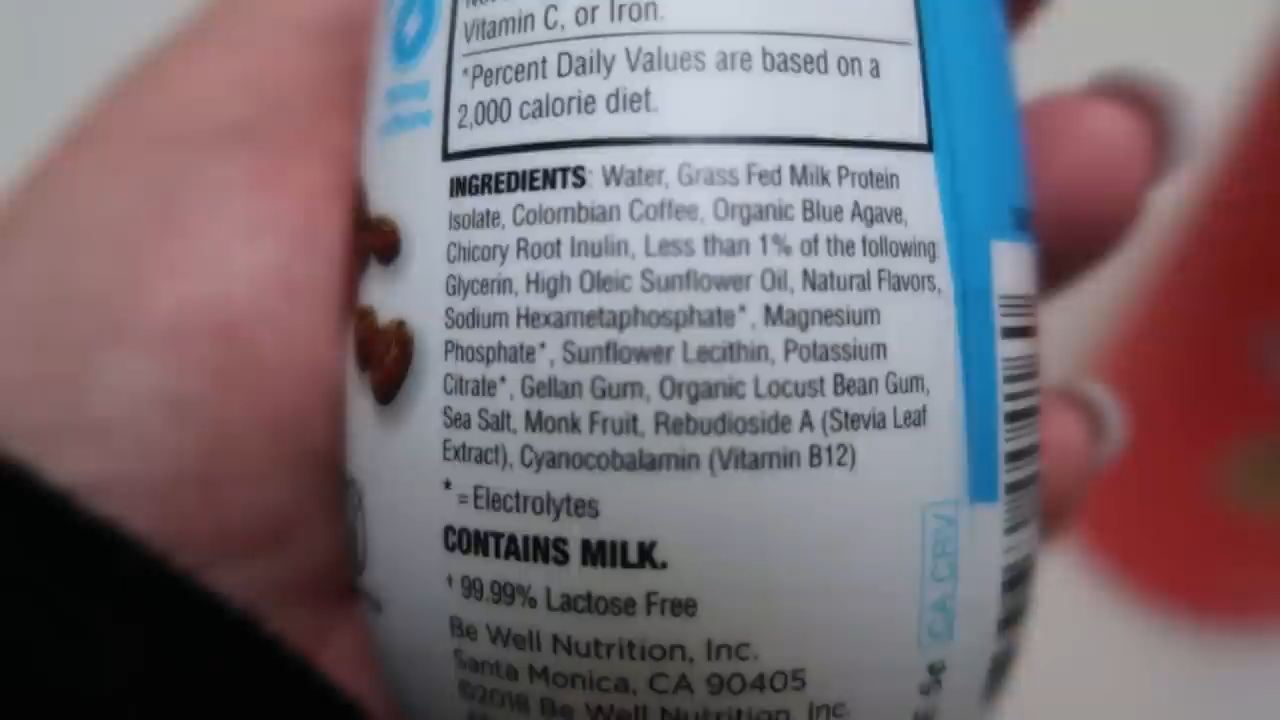 Vitamin C, or Iron.
*Percent Daily Values are based on a
2,000 calorie diet.
INGREDIENTS: Water, Grass Fed Milk Protein
Isolate, Colombian Coffee, Organic Blue Agave,
Chicory Root Inulin, Less than 1% of the following:
Glycerin, High Oleic Sunflower Oil, Natural Flavors,
Sodium Hexametaphosphate*, Magnesium
Phosphate*, Sunflower Lecithin, Potassium
Citrate*, Gellan Gum, Organic Locust Bean Gum,
Sea Salt, Monk Fruit, Rebudioside A (Stevia Leaf
Extract), Cyanocobalamin (Vitamin B12)
* = Electrolytes
CONTAINS MILK.
† 99.99% Lactose Free
Be Well Nutrition, Inc.
Santa Monica, CA 90405
©2018 Be Well Nutrition, Inc.
CA CRV
5¢